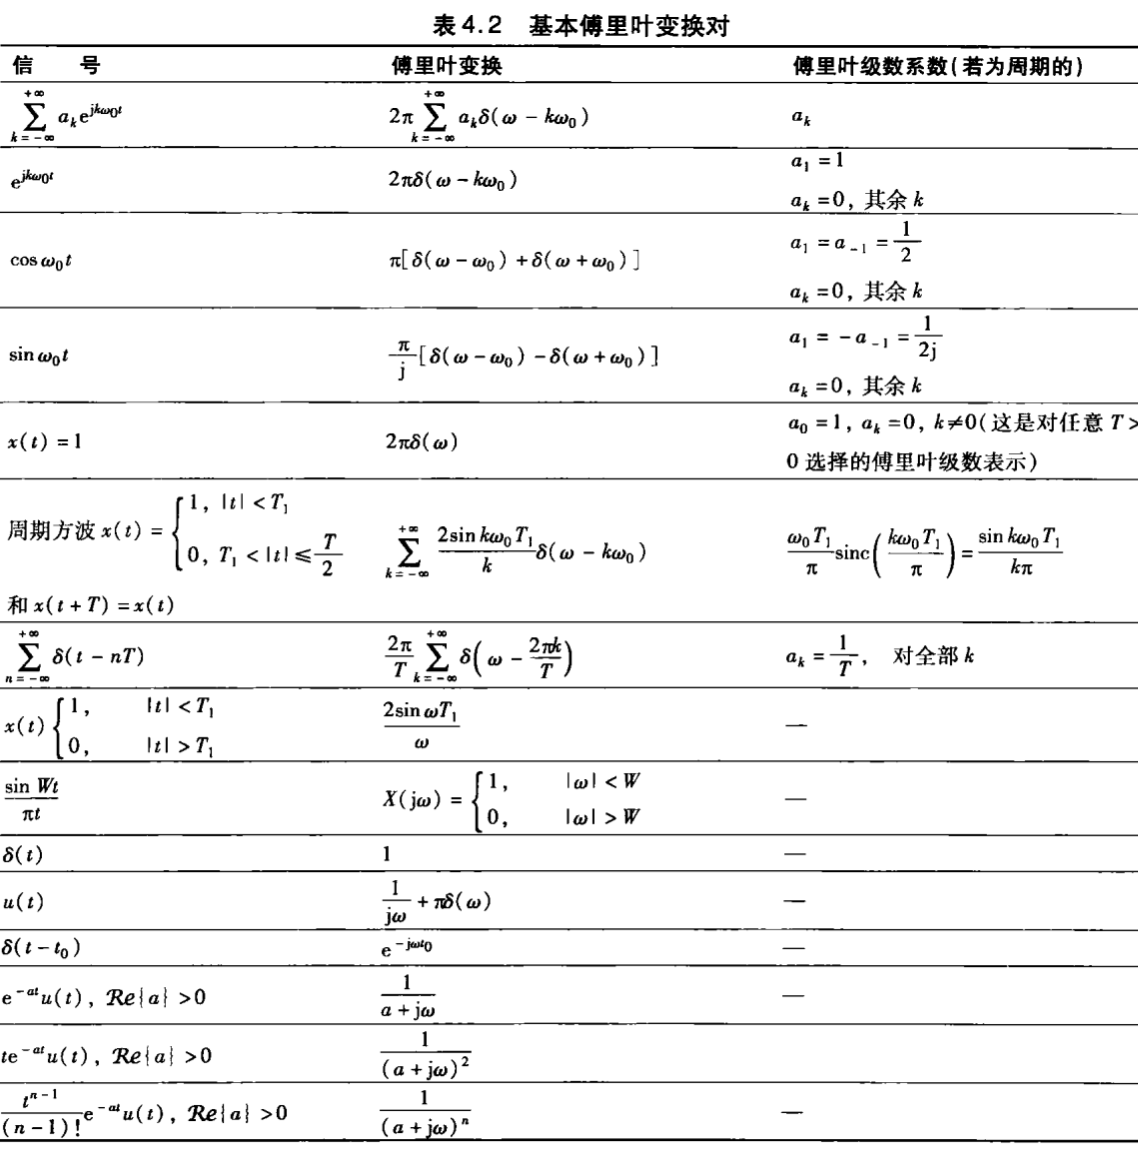 表 4.2 基本傅里叶变换对
信 号 傅里叶变换 傅里叶级数系数(若为周期的)
$\sum_{k=-\infty}^{+\infty} a_k e^{jk\omega_0 t}$ $2\pi \sum_{k=-\infty}^{+\infty} a_k \delta(\omega - k\omega_0)$ $a_k$
$e^{jk\omega_0 t}$ $2\pi\delta(\omega - k\omega_0)$ $a_1 = 1$
$a_k = 0$, 其余 $k$
$\cos\omega_0 t$ $\pi[\delta(\omega - \omega_0) + \delta(\omega + \omega_0)]$ $a_1 = a_{-1} = \frac{1}{2}$
$a_k = 0$, 其余 $k$
$\sin\omega_0 t$ $\frac{\pi}{j}[\delta(\omega - \omega_0) - \delta(\omega + \omega_0)]$ $a_1 = -a_{-1} = \frac{1}{2j}$
$a_k = 0$, 其余 $k$
$x(t) = 1$ $2\pi\delta(\omega)$ $a_0 = 1$, $a_k = 0$, $k \neq 0$(这是对任意 $T >$
0 选择的傅里叶级数表示)
周期方波 $x(t) = \begin{cases} 1, & |t| < T_1 \\ 0, & T_1 < |t| \leq \frac{T}{2} \end{cases}$ $\sum_{k=-\infty}^{+\infty} \frac{2\sin k\omega_0 T_1}{k} \delta(\omega - k\omega_0)$ $\frac{\omega_0 T_1}{\pi} \text{sinc}\left(\frac{k\omega_0 T_1}{\pi}\right) = \frac{\sin k\omega_0 T_1}{k\pi}$
和 $x(t + T) = x(t)$
$\sum_{n=-\infty}^{+\infty} \delta(t - nT)$ $\frac{2\pi}{T} \sum_{k=-\infty}^{+\infty} \delta\left(\omega - \frac{2\pi k}{T}\right)$ $a_k = \frac{1}{T}$, 对全部 $k$
$x(t) \begin{cases} 1, & |t| < T_1 \\ 0, & |t| > T_1 \end{cases}$ $\frac{2\sin\omega T_1}{\omega}$ —
$\frac{\sin Wt}{\pi t}$ $X(j\omega) = \begin{cases} 1, & |\omega| < W \\ 0, & |\omega| > W \end{cases}$ —
$\delta(t)$ $1$ —
$u(t)$ $\frac{1}{j\omega} + \pi\delta(\omega)$ —
$\delta(t - t_0)$ $e^{-j\omega t_0}$ —
$e^{-at}u(t)$, $\mathcal{Re}\{a\} > 0$ $\frac{1}{a + j\omega}$ —
$te^{-at}u(t)$, $\mathcal{Re}\{a\} > 0$ $\frac{1}{(a + j\omega)^2}$
$\frac{t^{n-1}}{(n-1)!}e^{-at}u(t)$, $\mathcal{Re}\{a\} > 0$ $\frac{1}{(a + j\omega)^n}$ —